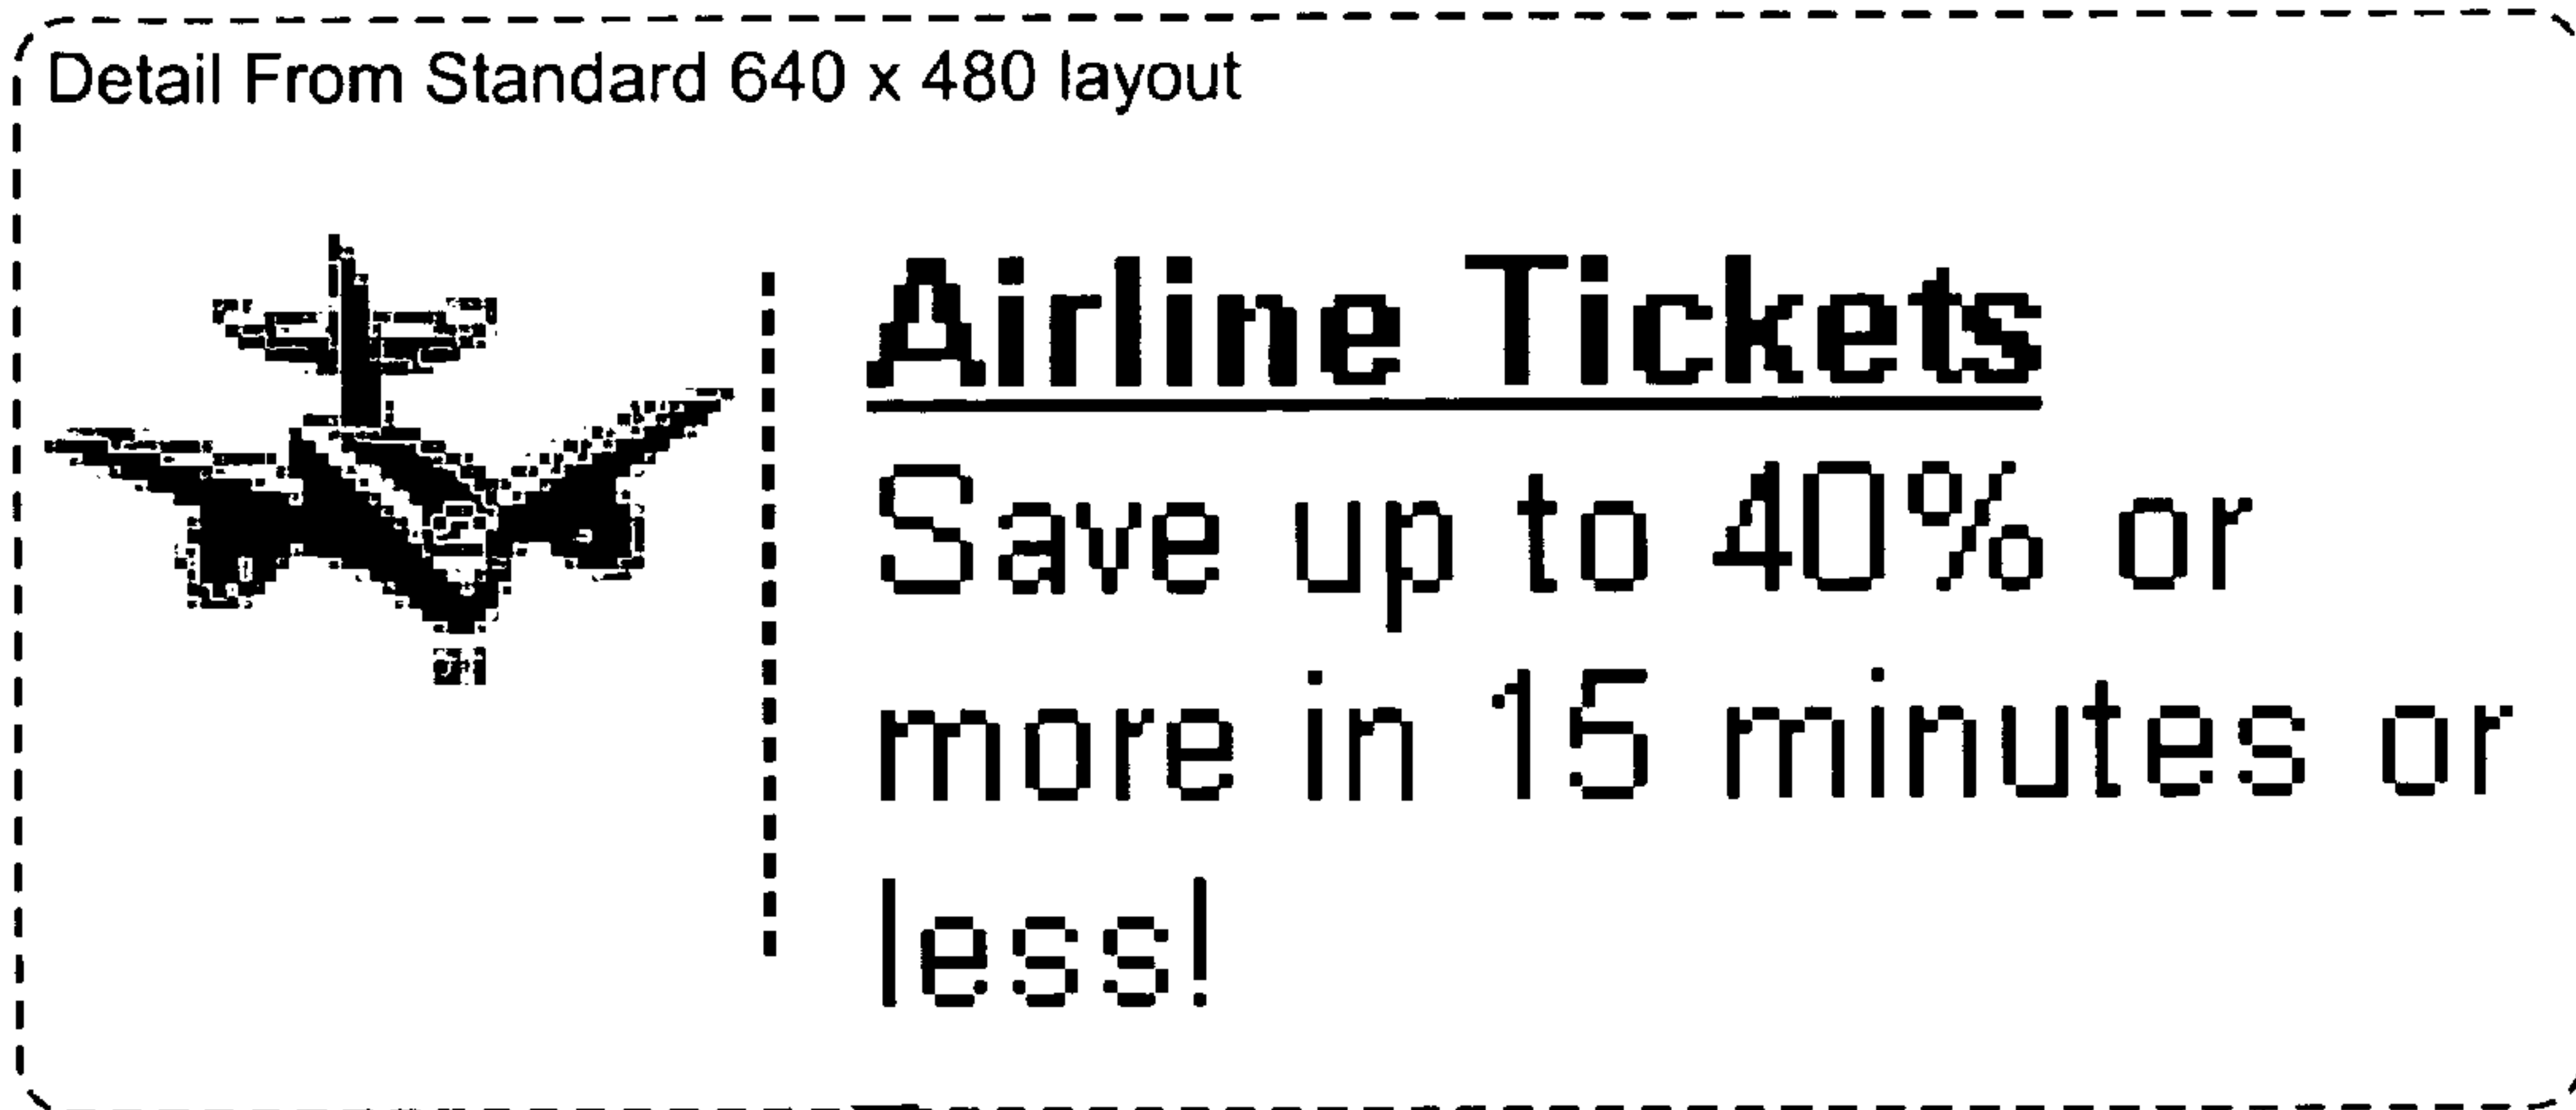 Detail From Standard 640 x 480 layout
Airline Tickets
Save up to 40% or
more in 15 minutes or
less!